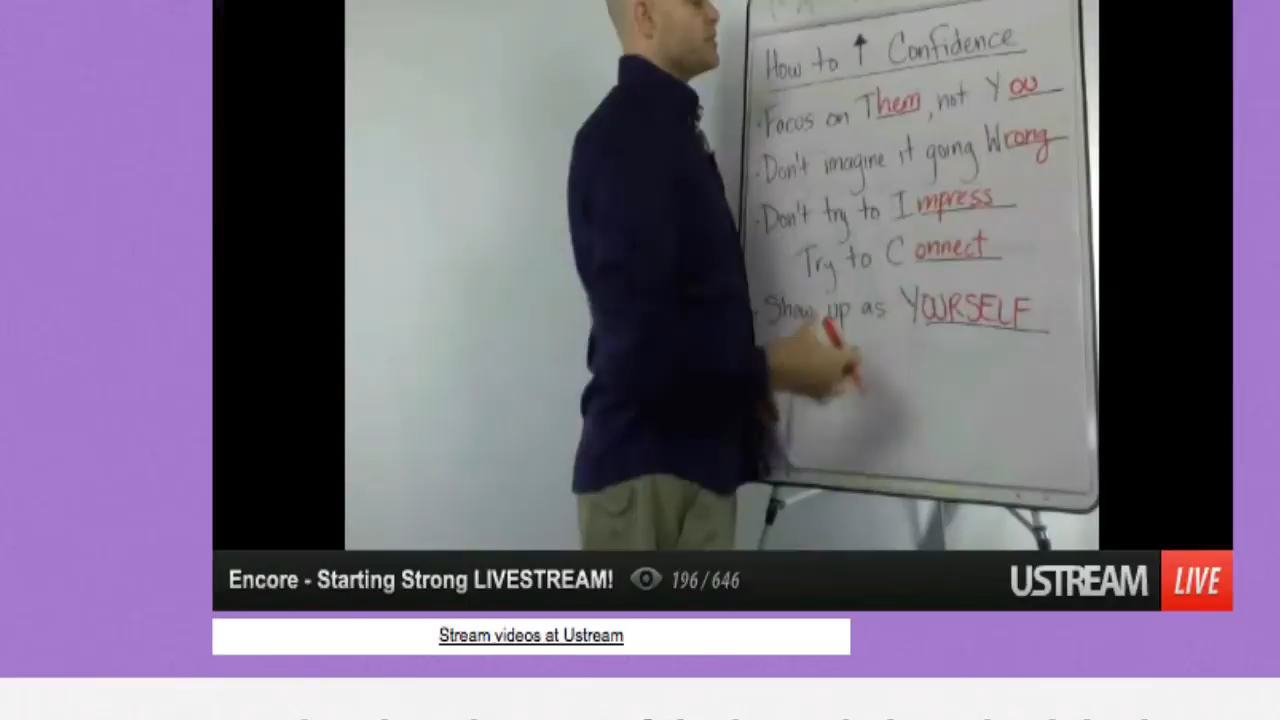 How to ↑ Confidence
· Focus on Them, not You
· Don't imagine it going Wrong
· Don't try to Impress
Try to Connect
· Show up as YOURSELF
Encore - Starting Strong LIVESTREAM! 196/646
USTREAM LIVE
Stream videos at Ustream